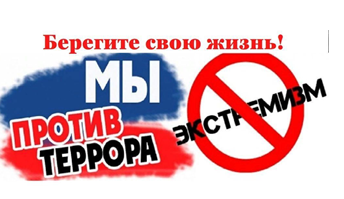 Берегите свою жизнь!
МЫ
ПРОТИВ
ТЕРРОРА
ЭКСТРЕМИЗМ